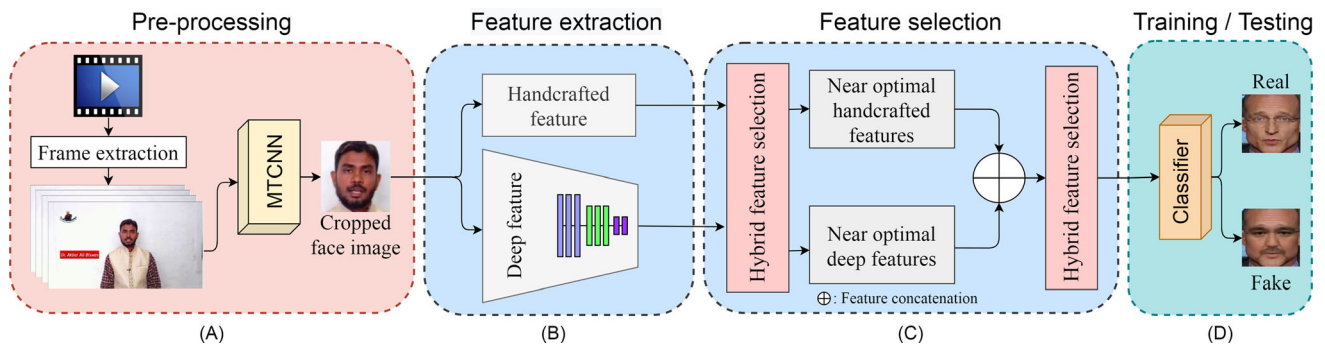 Pre-processing
Feature extraction
Feature selection
Training / Testing
Frame extraction
MTCNN
Cropped
face image
Handcrafted
feature
Deep feature
Hybrid feature selection
Near optimal
handcrafted
features
Near optimal
deep features
: Feature concatenation
Hybrid feature selection
Classifier
Real
Fake
(A)
(B)
(C)
(D)